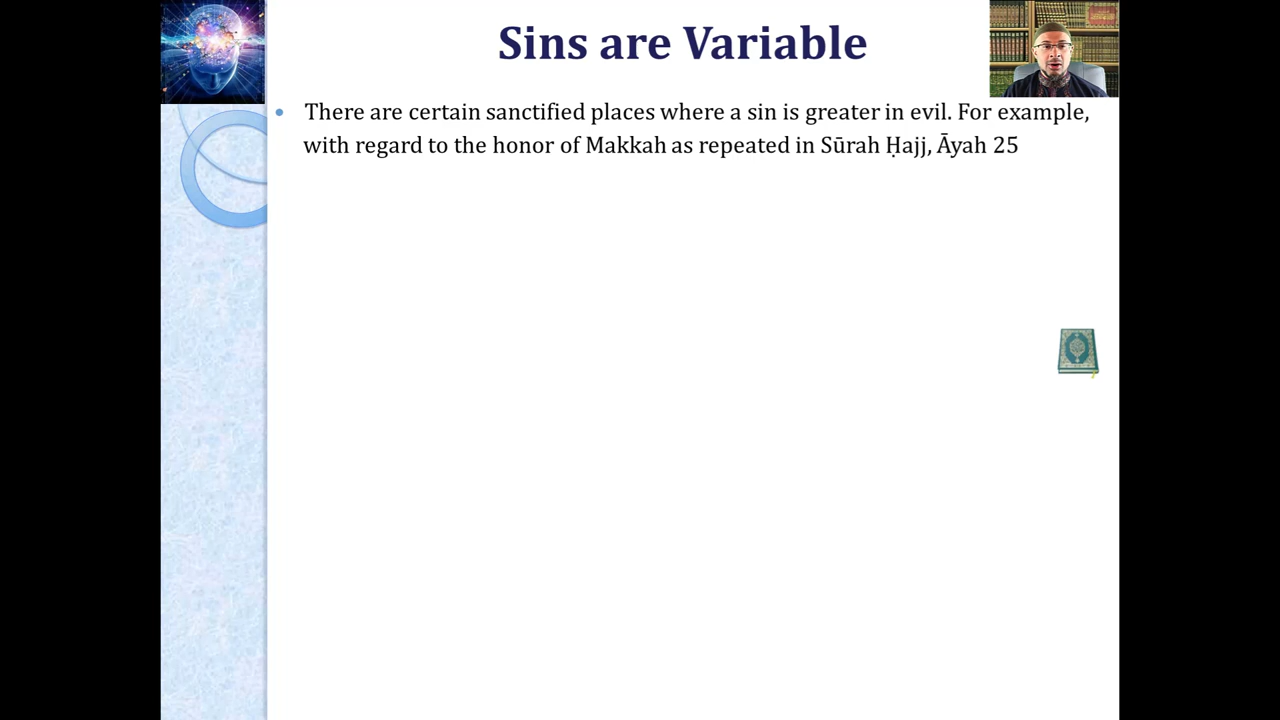 Sins are Variable
There are certain sanctified places where a sin is greater in evil. For example,
with regard to the honor of Makkah as repeated in Sūrah Ḥajj, Āyah 25